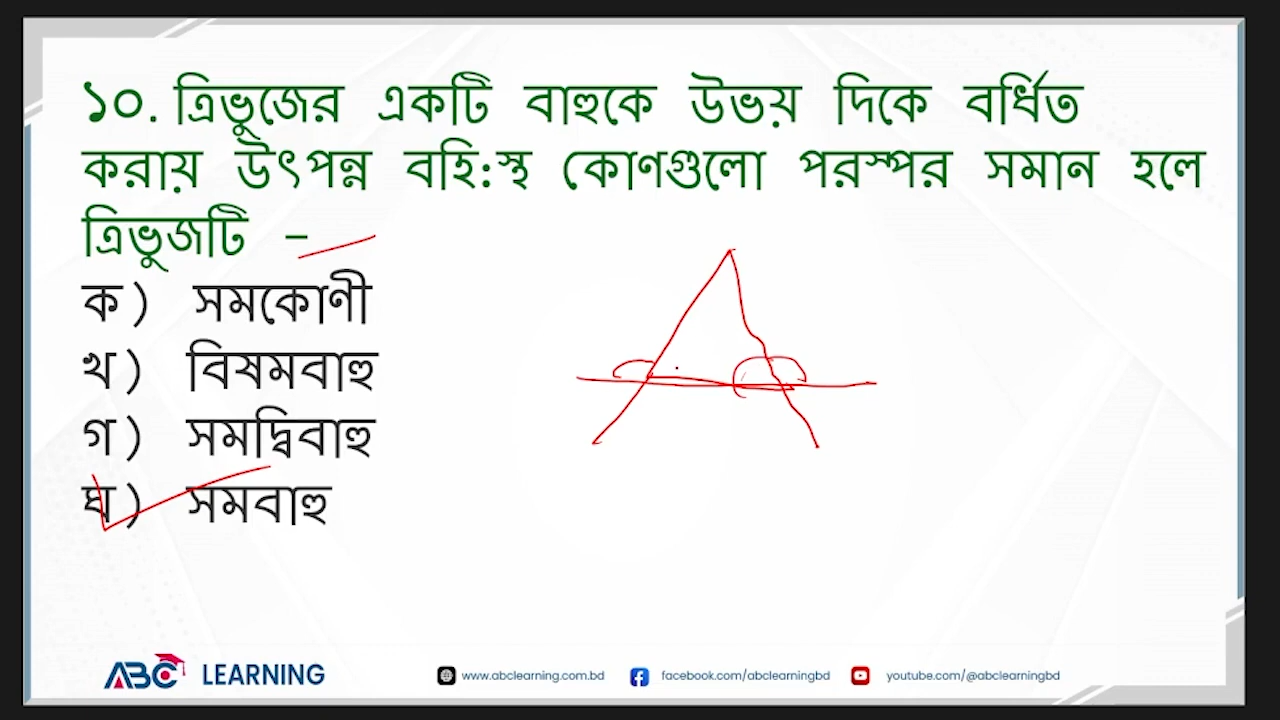 ১০. ত্রিভুজের একটি বাহুকে উভয় দিকে বর্ধিত
করায় উৎপন্ন বহি:স্থ কোণগুলো পরস্পর সমান হলে
ত্রিভুজটি –
ক) সমকোণী
খ) বিষমবাহু
গ) সমদ্বিবাহু
ঘ) সমবাহু
ABC LEARNING
www.abclearning.com.bd
facebook.com/abclearningbd
youtube.com/@abclearningbd